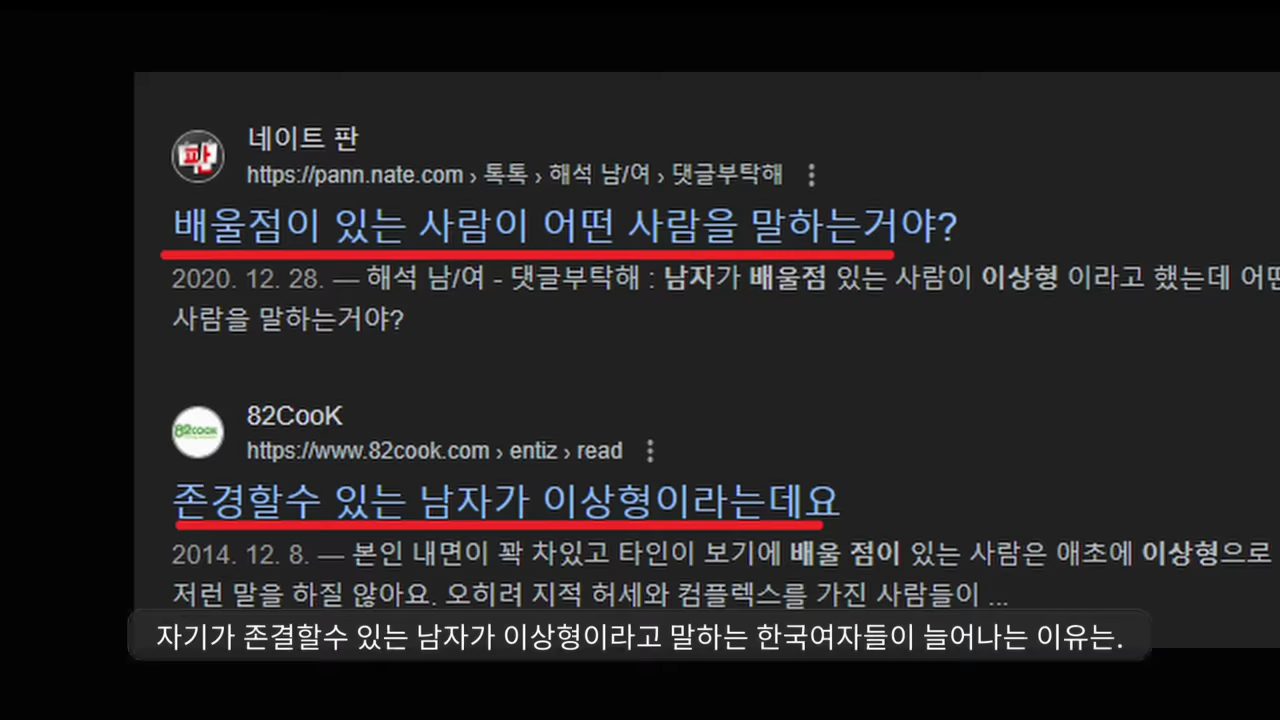 네이트 판
https://pann.nate.com › 톡톡 › 해석 남/여 › 댓글부탁해
배울점이 있는 사람이 어떤 사람을 말하는거야?
2020. 12. 28. — 해석 남/여 - 댓글부탁해 : 남자가 배울점 있는 사람이 이상형 이라고 했는데 어떤
사람을 말하는거야?
82CooK
https://www.82cook.com › entiz › read
존경할수 있는 남자가 이상형이라는데요
2014. 12. 8. — 본인 내면이 꽉 차있고 타인이 보기에 배울 점이 있는 사람은 애초에 이상형으로
저런 말을 하질 않아요. 오히려 지적 허세와 컴플렉스를 가진 사람들이 ...
자기가 존결할수 있는 남자가 이상형이라고 말하는 한국여자들이 늘어나는 이유는.